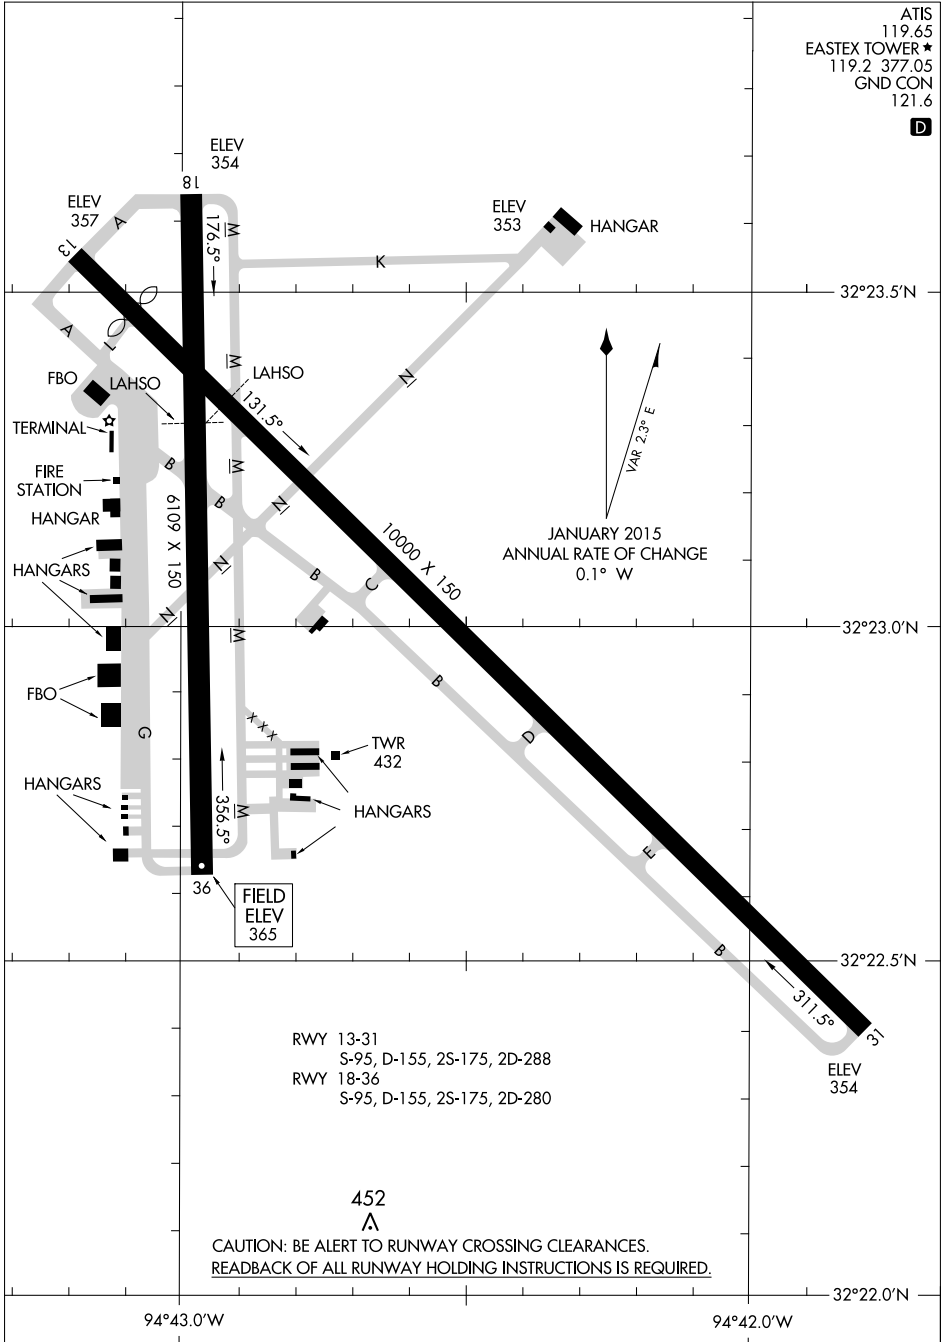 ATIS
119.65
EASTEX TOWER ★
119.2 377.05
GND CON
121.6
D
ELEV
354
18
ELEV
357
13
A
176.5°
M
ELEV
353
HANGAR
K
32°23.5'N
A
L
M
LAHSO
FBO
LAHSO
131.5°
N
VAR 2.3° E
TERMINAL
B
M
FIRE
STATION
B
N
HANGAR
6109 X 150
10000 X 150
JANUARY 2015
ANNUAL RATE OF CHANGE
0.1° W
HANGARS
N
B
C
N
M
32°23.0'N
FBO
B
G
X X X
D
TWR
432
HANGARS
356.5°
M
HANGARS
E
36
FIELD
ELEV
365
B
32°22.5'N
311.5°
31
RWY 13-31
S-95, D-155, 2S-175, 2D-288
RWY 18-36
S-95, D-155, 2S-175, 2D-280
ELEV
354
452
CAUTION: BE ALERT TO RUNWAY CROSSING CLEARANCES.
READBACK OF ALL RUNWAY HOLDING INSTRUCTIONS IS REQUIRED.
32°22.0'N
94°43.0'W
94°42.0'W